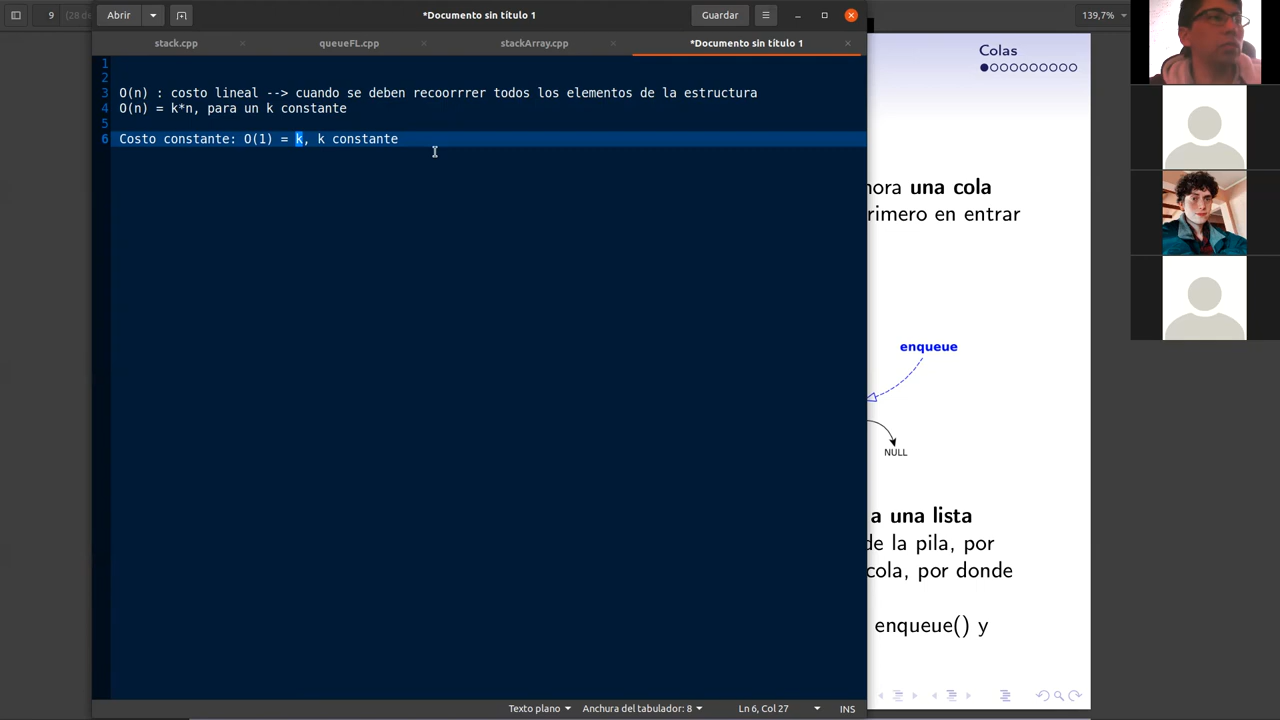 Abrir
9
(28 de
*Documento sin título 1
Guardar
139,7%
stack.cpp
queueFL.cpp
stackArray.cpp
*Documento sin título 1
1
2
3 O(n) : costo lineal --> cuando se deben recoorrrer todos los elementos de la estructura
4 O(n) = k*n, para un k constante
5
6 Costo constante: O(1) = k, k constante
Colas
hora una cola
rimero en entrar
enqueue
NULL
a una lista
de la pila, por
cola, por donde
enqueue() y
Texto plano
Anchura del tabulador: 8
Ln 6, Col 27
INS